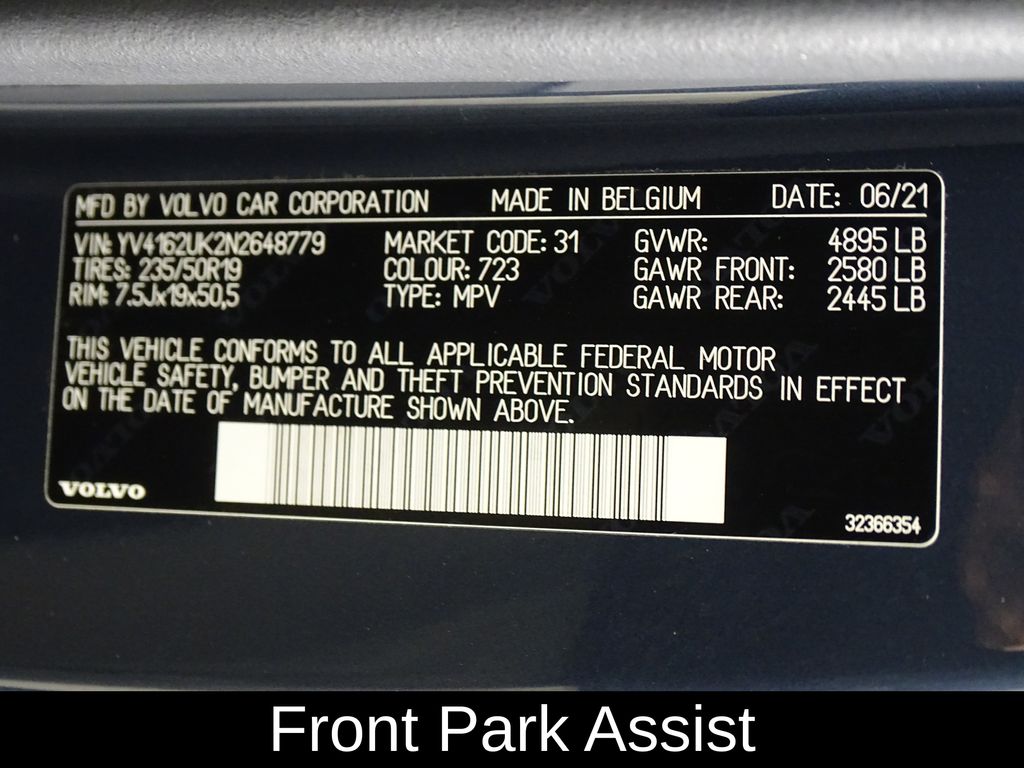 MFD BY VOLVO CAR CORPORATION MADE IN BELGIUM DATE: 06/21
VIN: YV4162UK2N2648779 MARKET CODE: 31 GVWR: 4895 LB
TIRES: 235/50R19 COLOUR: 723 GAWR FRONT: 2580 LB
RIM: 7.5Jx19x50,5 TYPE: MPV GAWR REAR: 2445 LB
THIS VEHICLE CONFORMS TO ALL APPLICABLE FEDERAL MOTOR
VEHICLE SAFETY, BUMPER AND THEFT PREVENTION STANDARDS IN EFFECT
ON THE DATE OF MANUFACTURE SHOWN ABOVE.
VOLVO
32366354
Front Park Assist